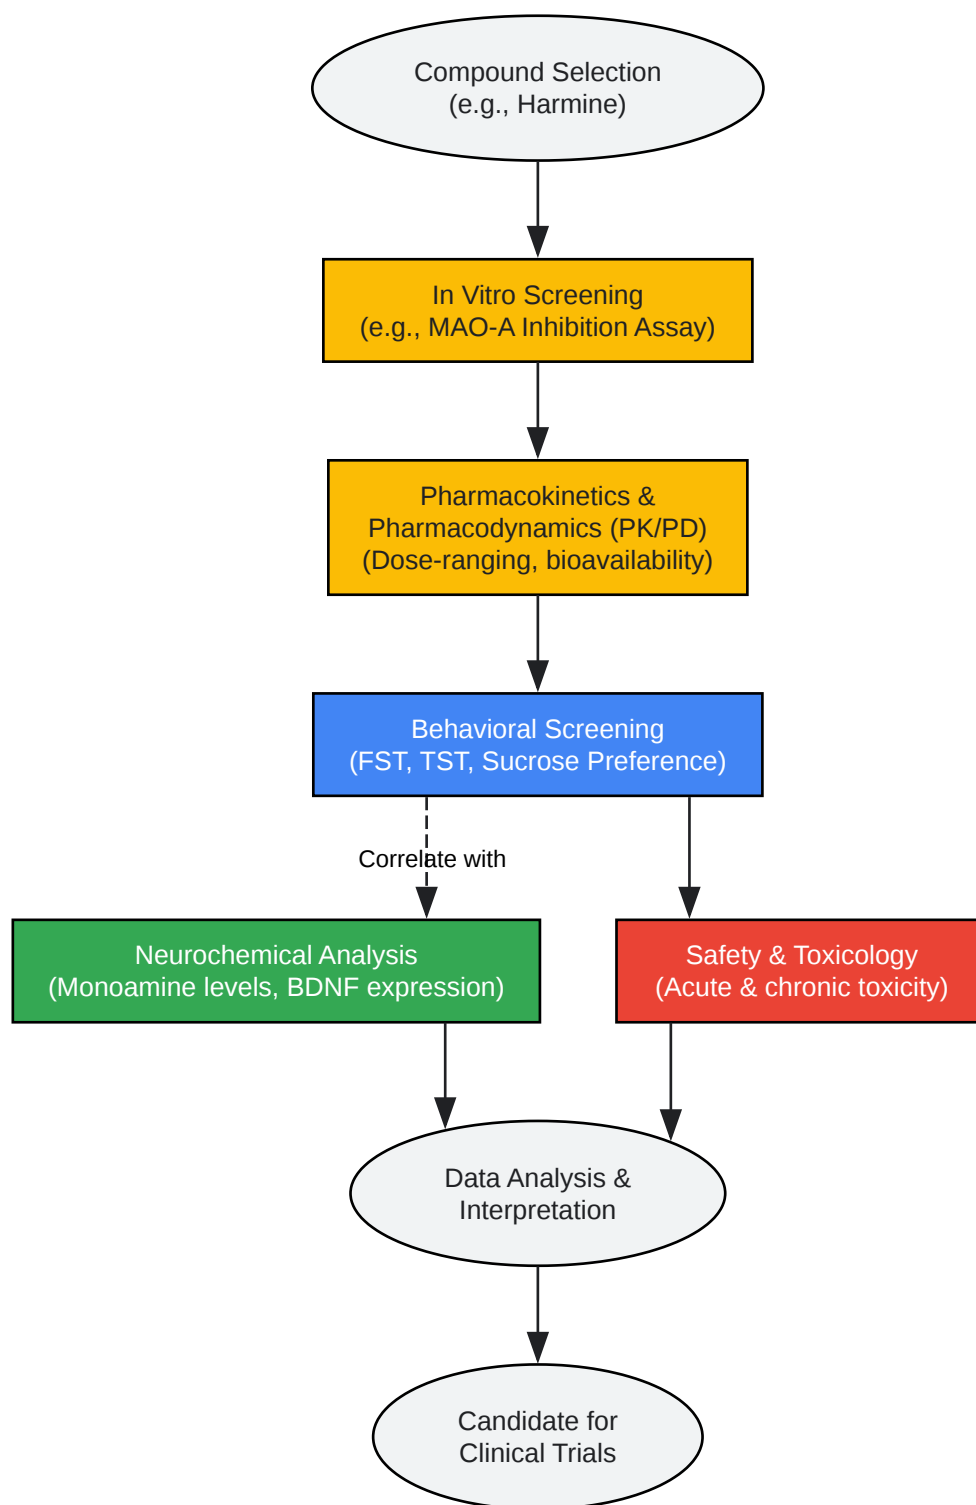 Compound Selection
(e.g., Harmine)
In Vitro Screening
(e.g., MAO-A Inhibition Assay)
Pharmacokinetics &
Pharmacodynamics (PK/PD)
(Dose-ranging, bioavailability)
Behavioral Screening
(FST, TST, Sucrose Preference)
Correlate with
Neurochemical Analysis
(Monoamine levels, BDNF expression)
Safety & Toxicology
(Acute & chronic toxicity)
Data Analysis &
Interpretation
Candidate for
Clinical Trials